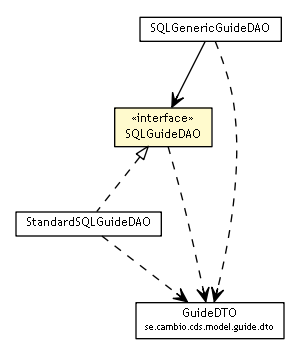 SQLGenericGuideDAO
«interface»
SQLGuideDAO
StandardSQLGuideDAO
GuideDTO
se.cambio.cds.model.guide.dto